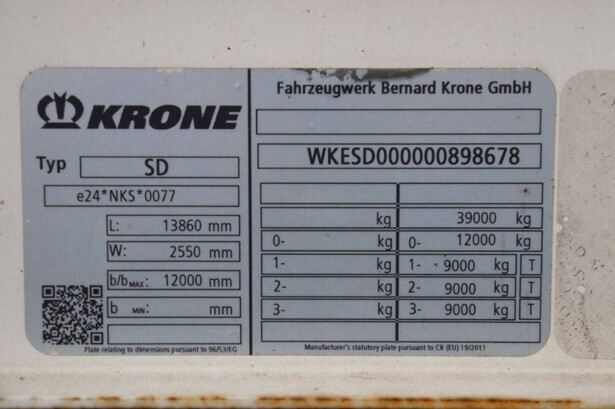 KRONE
Typ SD
e24*NKS*0077
L: 13860 mm
W: 2550 mm
b/bMAX: 12000 mm
b MIN: mm
Plate relating to dimensions pursuant to 96/53/EG
Fahrzeugwerk Bernard Krone GmbH
WKESD000000898678
kg 39000 kg
0- kg 0- 12000 kg
1- kg 1- 9000 kg T
2- kg 2- 9000 kg T
3- kg 3- 9000 kg T
Manufacturer's statutory plate pursuant to CR (EU) 19/2011